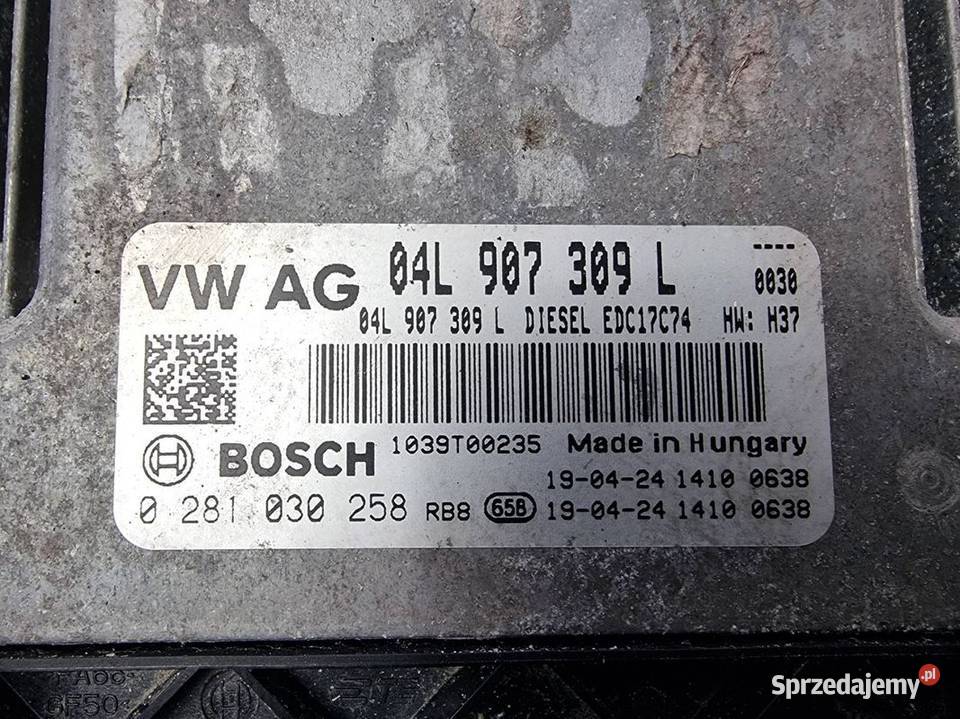 VW AG 04L 907 309 L ----
0030
04L 907 309 L DIESEL EDC17C74 HW: H37
BOSCH 1039T00235 Made in Hungary
19-04-24 1410 0638
0 281 030 258 RB8 65B 19-04-24 1410 0638
Sprzedajemy.pl